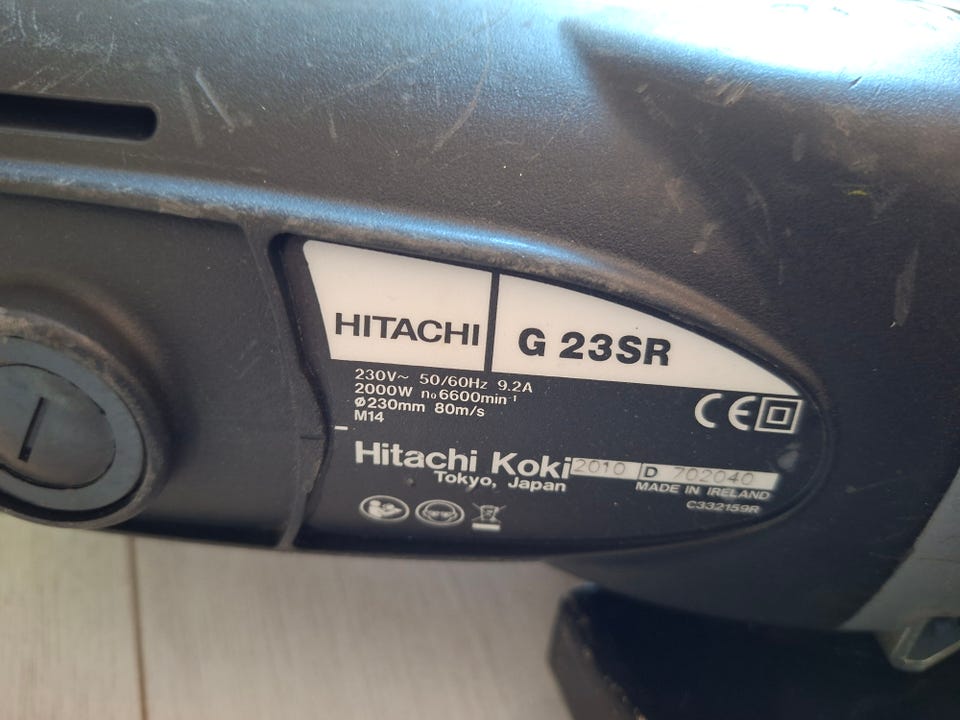 HITACHI
G 23SR
230V~ 50/60Hz 9.2A
2000W n₀6600min⁻¹
Ø230mm 80m/s
M14
CE
Hitachi Koki 2010 D 702040
Tokyo, Japan
MADE IN IRELAND
C332159R